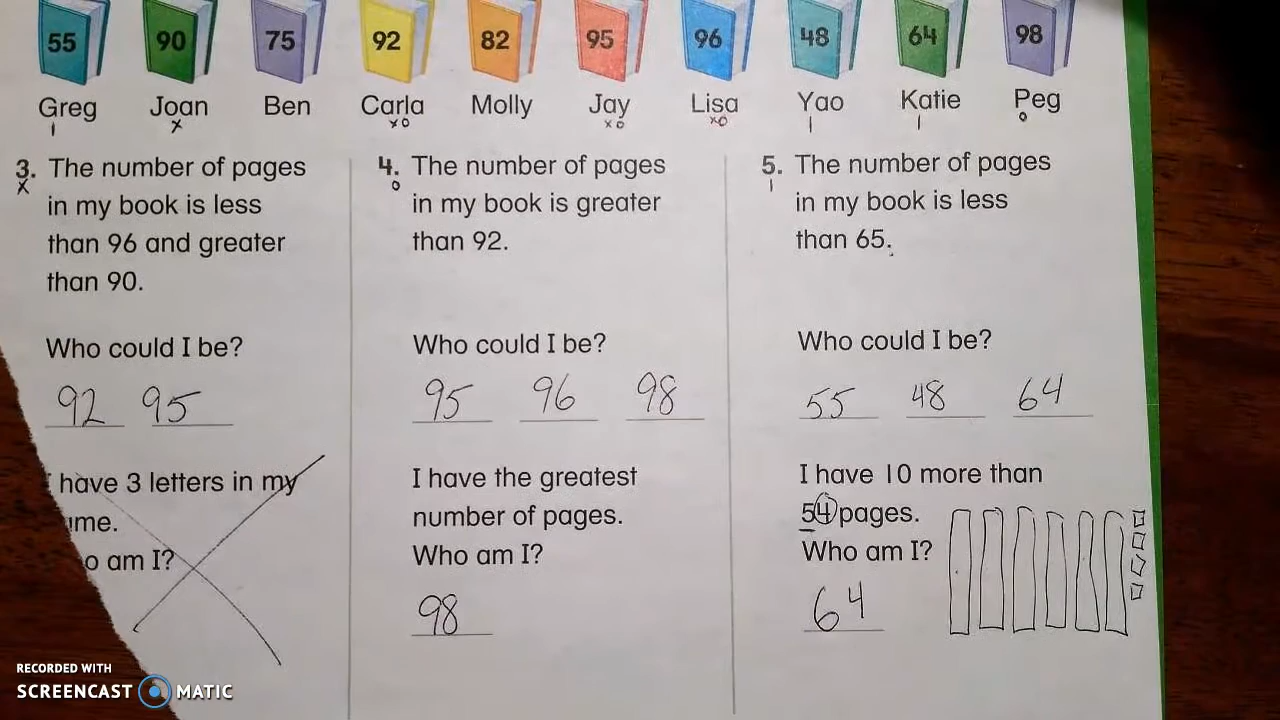 55 90 75 92 82 95 96 48 64 98
Greg Joan Ben Carla Molly Jay Lisa Yao Katie Peg
3. The number of pages
in my book is less
than 96 and greater
than 90.
Who could I be?
92 95
have 3 letters in my
me.
o am I?
4. The number of pages
in my book is greater
than 92.
Who could I be?
95 96 98
I have the greatest
number of pages.
Who am I?
98
5. The number of pages
in my book is less
than 65.
Who could I be?
55 48 64
I have 10 more than
54 pages.
Who am I?
64
RECORDED WITH
SCREENCAST MATIC